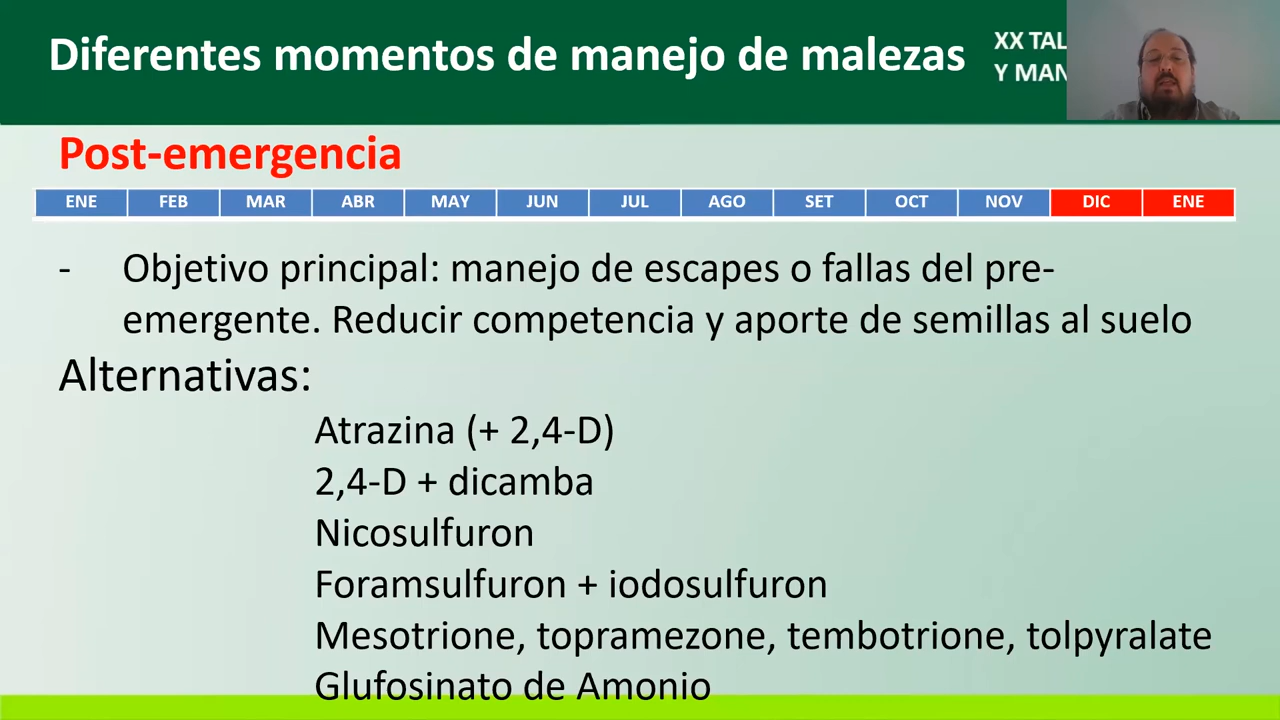 Diferentes momentos de manejo de malezas
XX TAL
Y MAN
Post-emergencia
ENE FEB MAR ABR MAY JUN JUL AGO SET OCT NOV DIC ENE
- Objetivo principal: manejo de escapes o fallas del pre-
emergente. Reducir competencia y aporte de semillas al suelo
Alternativas:
Atrazina (+ 2,4-D)
2,4-D + dicamba
Nicosulfuron
Foramsulfuron + iodosulfuron
Mesotrione, topramezone, tembotrione, tolpyralate
Glufosinato de Amonio